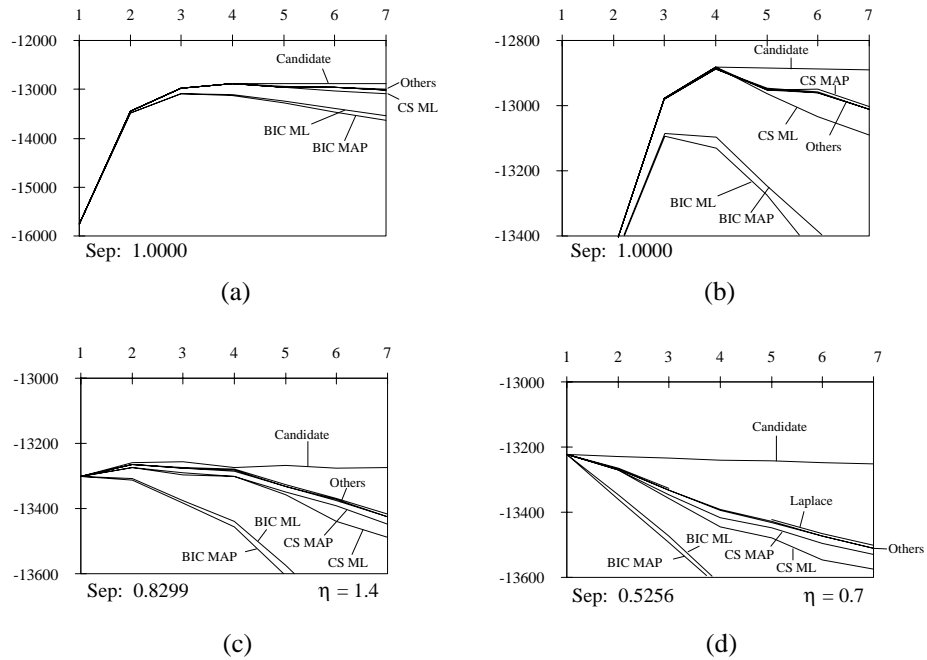 1 2 3 4 5 6 7
-12000
-13000
-14000
-15000
-16000
Candidate
Others
CS ML
BIC ML
BIC MAP
Sep: 1.0000
(a)
1 2 3 4 5 6 7
-12800
-13000
-13200
-13400
Candidate
CS MAP
CS ML
Others
BIC ML
BIC MAP
Sep: 1.0000
(b)
1 2 3 4 5 6 7
-13000
-13200
-13400
-13600
Candidate
Others
BIC ML
CS MAP
BIC MAP
CS ML
Sep: 0.8299 η = 1.4
(c)
1 2 3 4 5 6 7
-13000
-13200
-13400
-13600
Candidate
Laplace
BIC ML
CS MAP
Others
BIC MAP
CS ML
Sep: 0.5256 η = 0.7
(d)